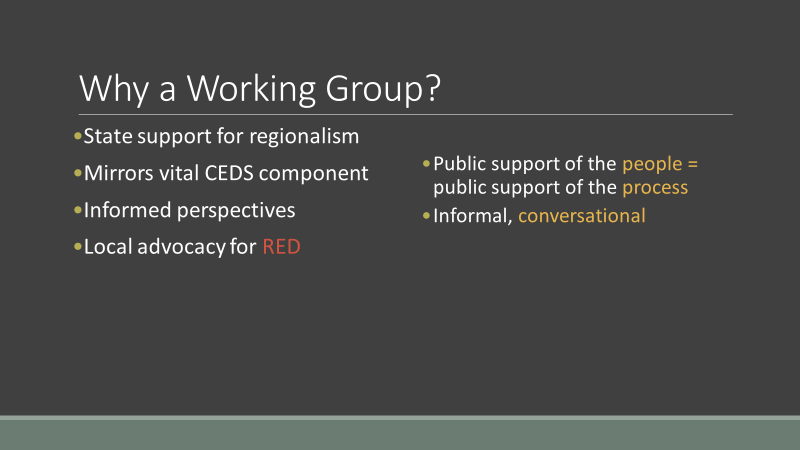 Why a Working Group?
•State support for regionalism
•Mirrors vital CEDS component
•Informed perspectives
•Local advocacy for RED
•Public support of the people =
public support of the process
•Informal, conversational